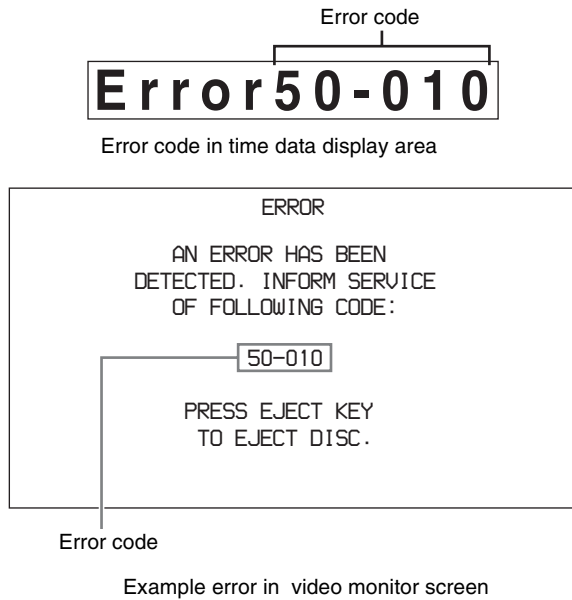 Error code
Error50-010
Error code in time data display area
ERROR
AN ERROR HAS BEEN
DETECTED. INFORM SERVICE
OF FOLLOWING CODE:
50-010
PRESS EJECT KEY
TO EJECT DISC.
Error code
Example error in video monitor screen